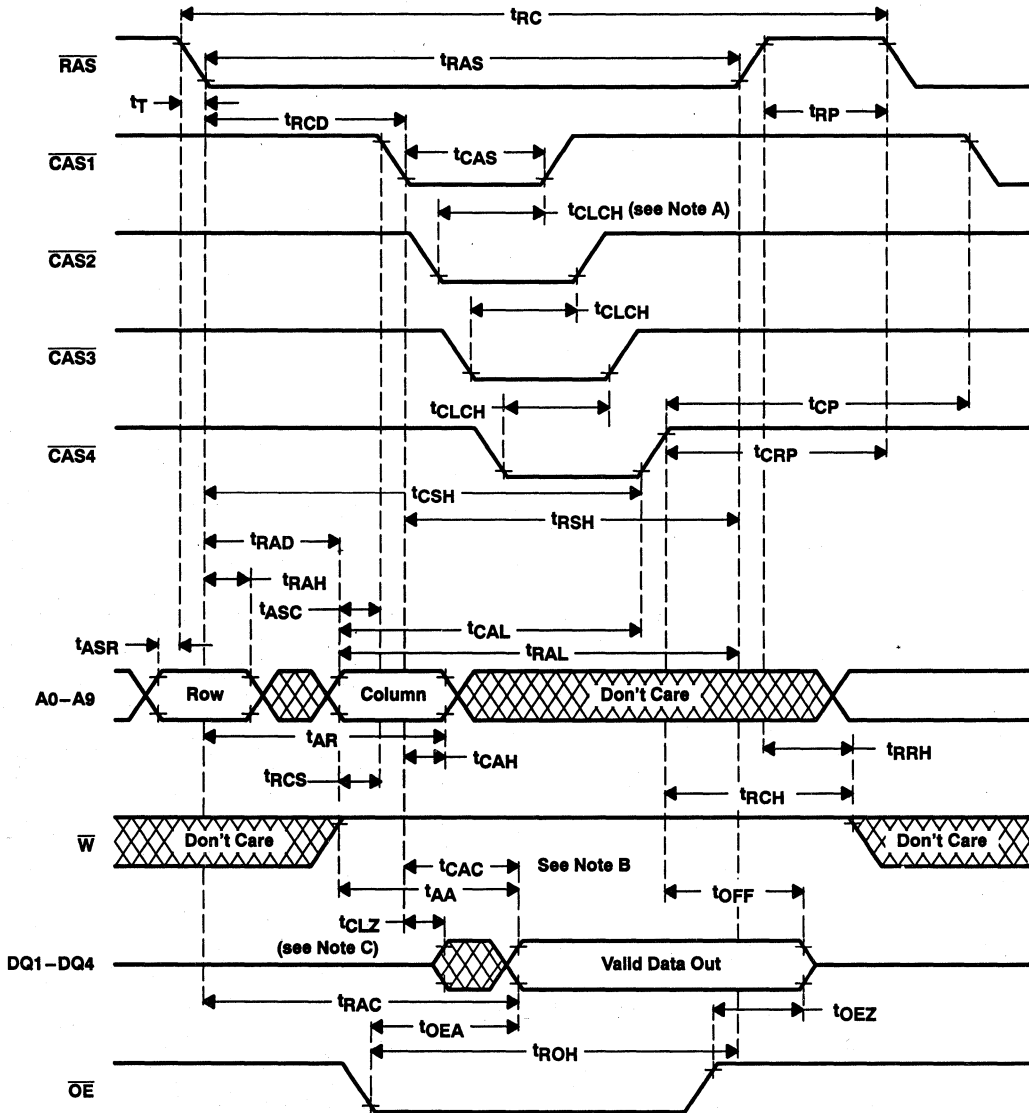 tRC
RAS
tRAS
tT
tRP
tRCD
CAS1
tCAS
tCLCH (see Note A)
CAS2
tCLCH
CAS3
tCLCH
tCP
CAS4
tCRP
tCSH
tRSH
tRAD
tRAH
tASC
tCAL
tASR
tRAL
A0–A9
Row
Column
Don't Care
tAR
tCAH
tRRH
tRCS
tRCH
W
Don't Care
Don't Care
tCAC
See Note B
tAA
tOFF
tCLZ
(see Note C)
DQ1–DQ4
Valid Data Out
tRAC
tOEZ
tOEA
tROH
OE